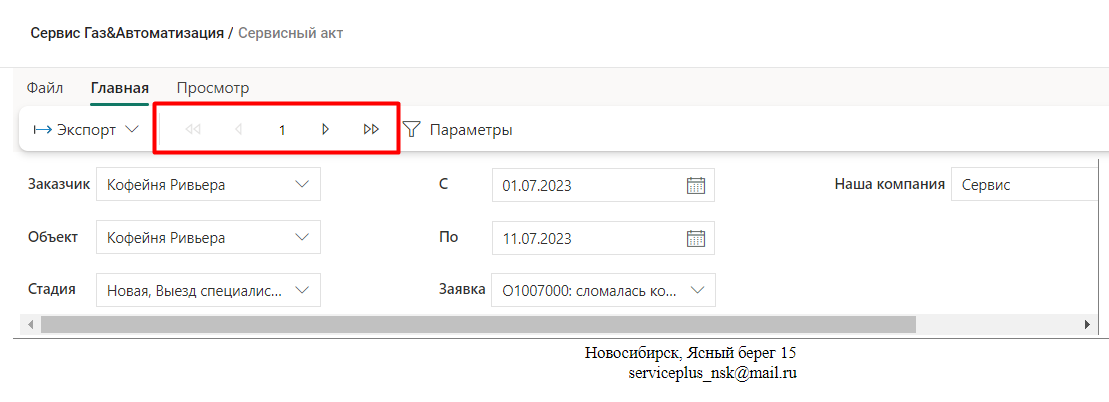 Сервис Газ&Автоматизация / Сервисный акт
Файл Главная Просмотр
Экспорт 1 Параметры
Заказчик Кофейня Ривьера С 01.07.2023 Наша компания Сервис
Объект Кофейня Ривьера По 11.07.2023
Стадия Новая, Выезд специалис... Заявка О1007000: сломалась ко...
Новосибирск, Ясный берег 15
serviceplus_nsk@mail.ru